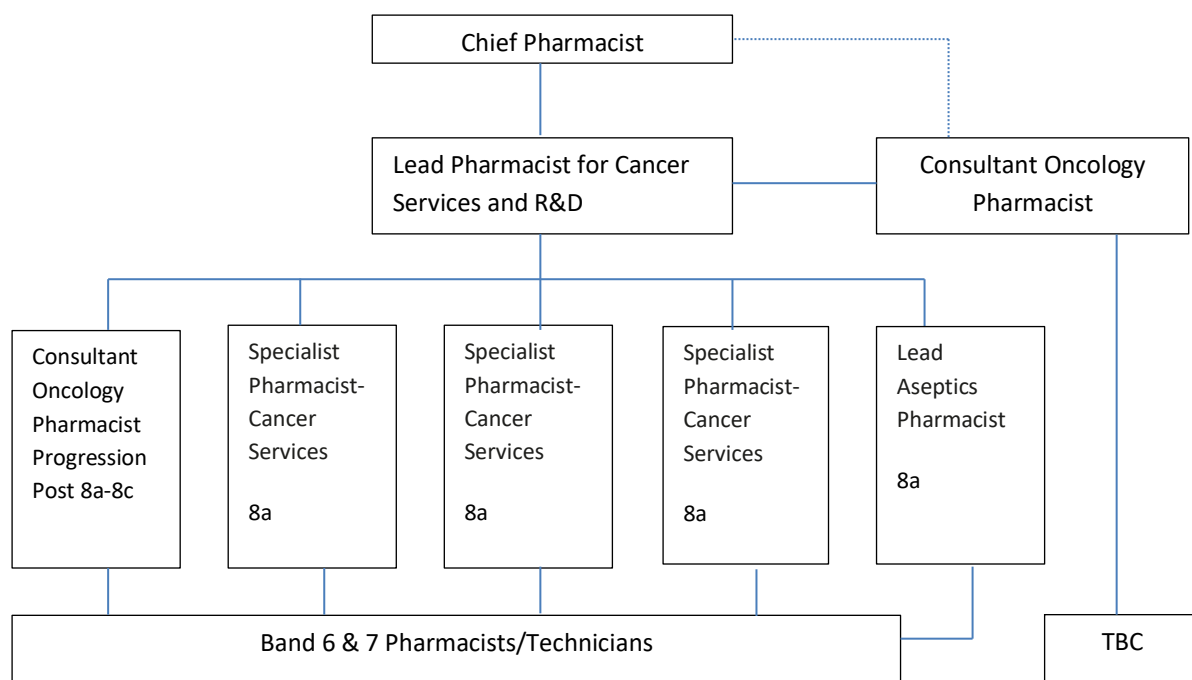 Chief Pharmacist
Lead Pharmacist for Cancer
Services and R&D
Consultant Oncology
Pharmacist
Consultant
Oncology
Pharmacist
Progression
Post 8a-8c
Specialist
Pharmacist-
Cancer
Services
8a
Specialist
Pharmacist-
Cancer
Services
8a
Specialist
Pharmacist-
Cancer
Services
8a
Lead
Aseptics
Pharmacist
8a
Band 6 & 7 Pharmacists/Technicians
TBC